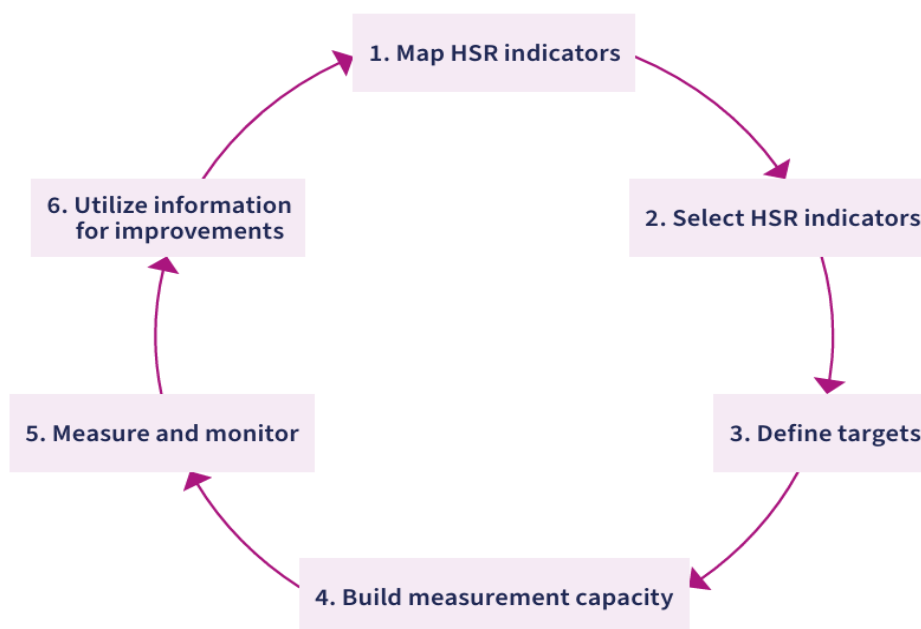 1. Map HSR indicators
2. Select HSR indicators
3. Define targets
4. Build measurement capacity
5. Measure and monitor
6. Utilize information
for improvements